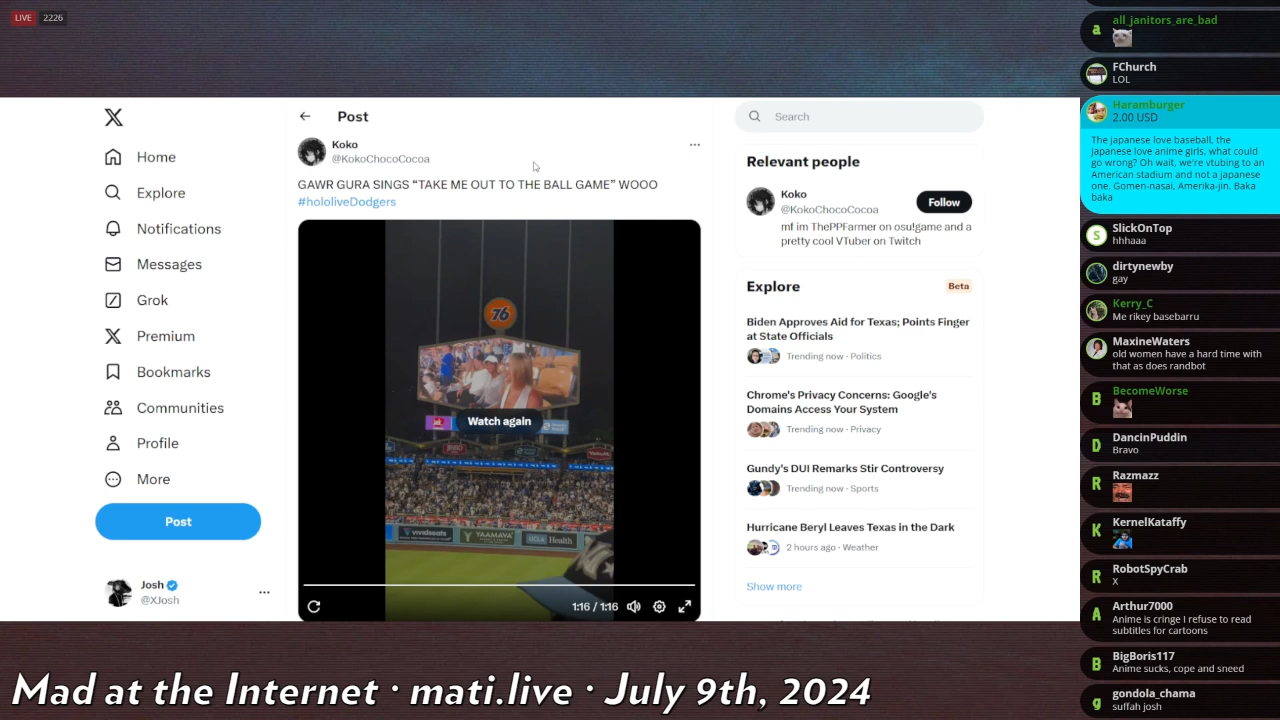 LIVE 2226
X
Home
Explore
Notifications
Messages
Grok
Premium
Bookmarks
Communities
Profile
More
Post
Josh
@XJosh
Post
Koko
@KokoChocoCocoa
GAWR GURA SINGS “TAKE ME OUT TO THE BALL GAME” WOOO
#hololiveDodgers
76
Watch again
vividseats
YAAMAVA'
UCLA Health
1:16 / 1:16
Search
Relevant people
Koko
@KokoChocoCocoa
Follow
mf im ThePPFarmer on osu!game and a
pretty cool VTuber on Twitch
Explore
Beta
Biden Approves Aid for Texas; Points Finger
at State Officials
Trending now · Politics
Chrome's Privacy Concerns: Google's
Domains Access Your System
Trending now · Privacy
Gundy's DUI Remarks Stir Controversy
Trending now · Sports
Hurricane Beryl Leaves Texas in the Dark
2 hours ago · Weather
Show more
a
all_janitors_are_bad
FChurch
LOL
Haramburger
2.00 USD
The japanese love baseball, the
japanese love anime girls, what could
go wrong? Oh wait, we're vtubing to an
American stadium and not a japanese
one. Gomen-nasai, Amerika-jin. Baka
baka
S
SlickOnTop
hhhaaa
dirtynewby
gay
Kerry_C
Me rikey basebarru
MaxineWaters
old women have a hard time with
that as does randbot
B
BecomeWorse
D
DancinPuddin
Bravo
R
Razmazz
K
KernelKataffy
R
RobotSpyCrab
X
A
Arthur7000
Anime is cringe I refuse to read
subtitles for cartoons
B
BigBoris117
Anime sucks, cope and sneed
g
gondola_chama
suffah josh
Mad at the Internet · mati.live · July 9th, 2024